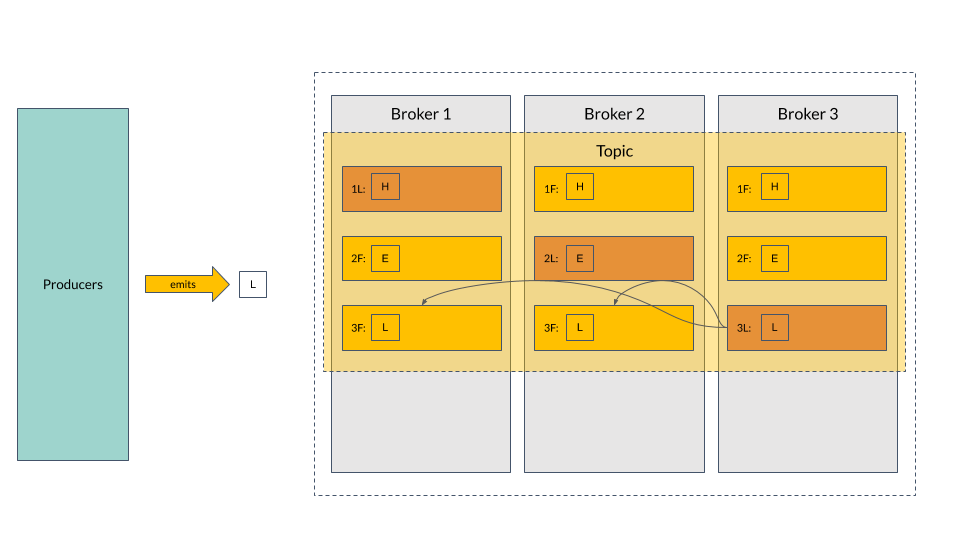 Broker 1
Broker 2
Broker 3
Topic
1L: H
1F: H
1F: H
2F: E
2L: E
2F: E
Producers
emits
L
3F: L
3F: L
3L: L